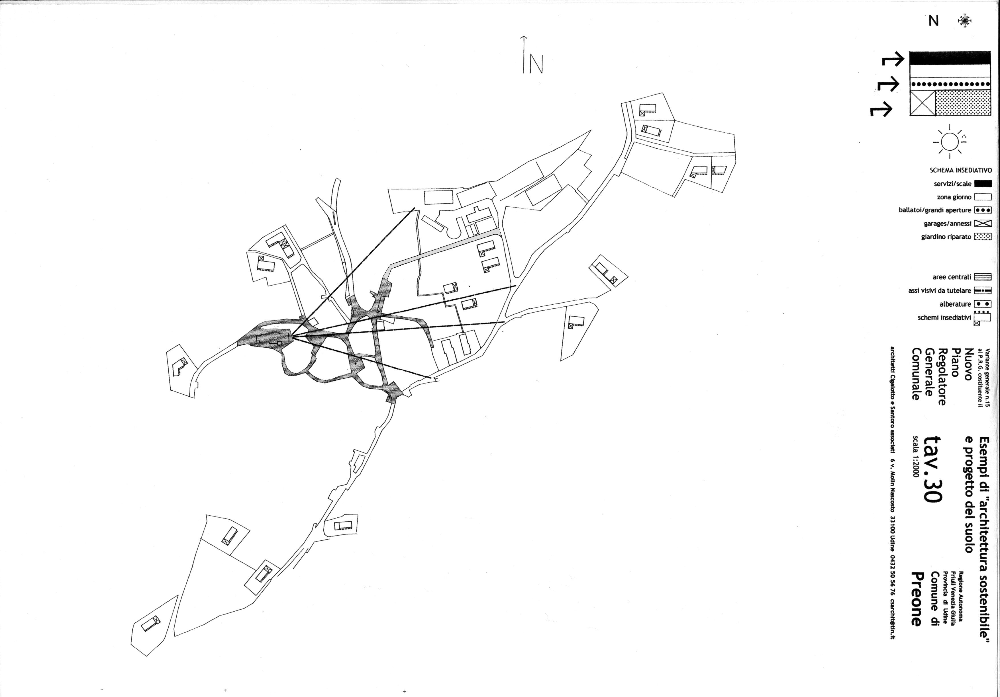 N
N
SCHEMA INSEDIATIVO
servizi/scale
zona giorno
ballatoi/grandi aperture
garages/annessi
giardino riparato
aree centrali
assi visivi da tutelare
alberature
schemi insediativi
Variante generale n.15
al P.R.G. costituente il
Nuovo
Piano
Regolatore
Generale
Comunale
Esempi di "architettura sostenibile"
e progetto del suolo
tav.30
scala 1:2000
Regione Autonoma
Friuli Venezia Giulia
Provincia di Udine
Comune di
Preone
architetti Cigalotto e Santoro associati 6 v. Molin Nascosto 33100 Udine 0432 50 56 76 csarchit@tin.it